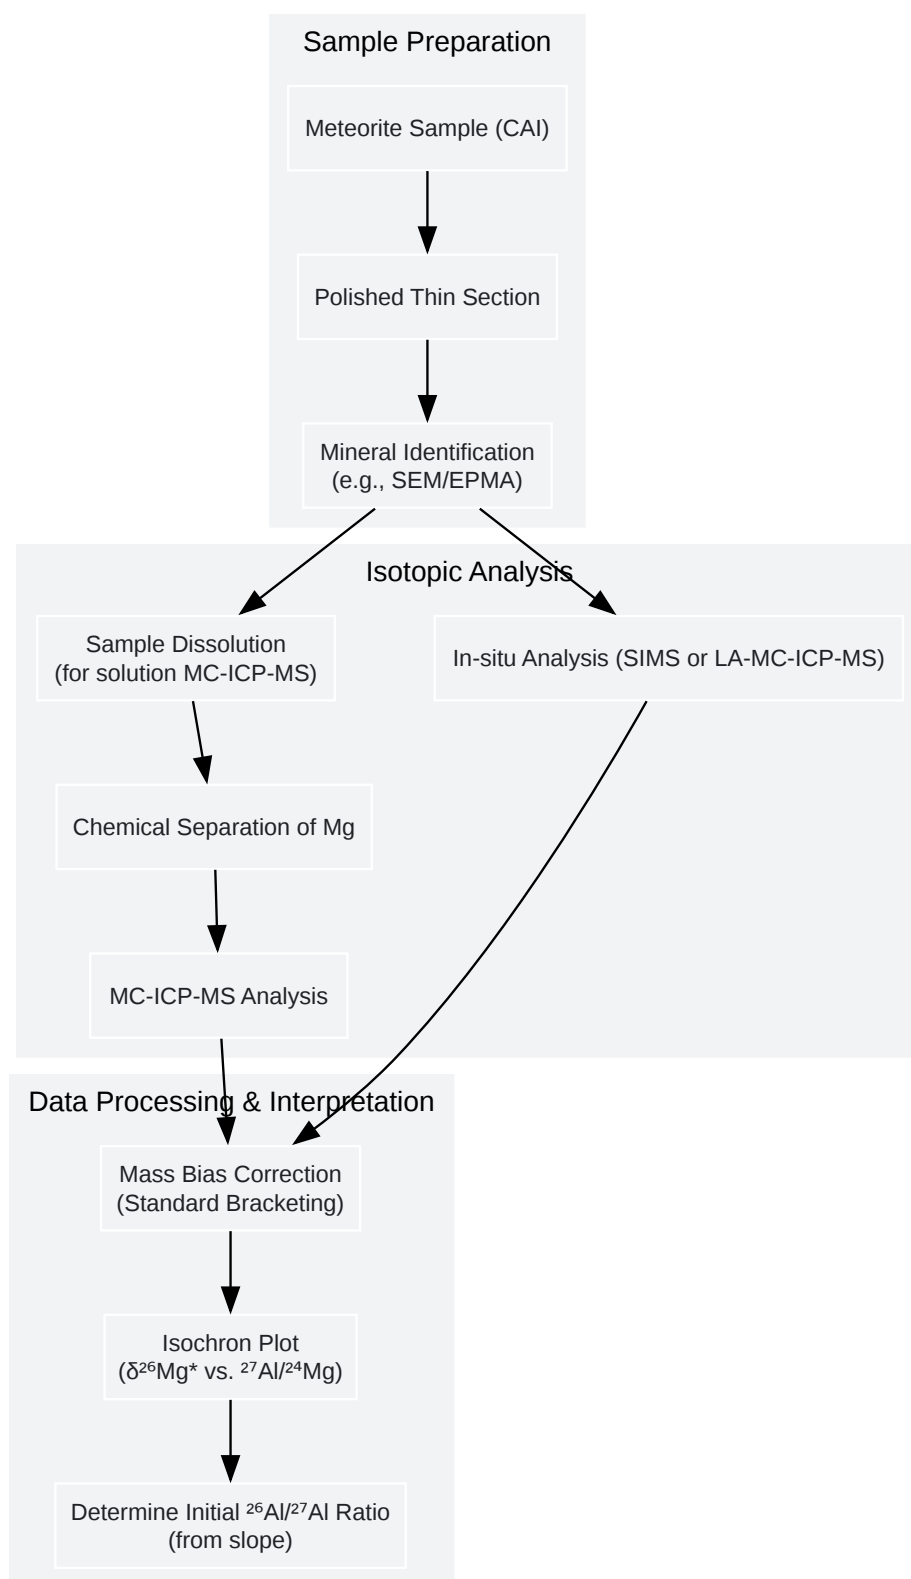 Sample Preparation
Meteorite Sample (CAI)
Polished Thin Section
Mineral Identification
(e.g., SEM/EPMA)
Isotopic Analysis
Sample Dissolution
(for solution MC-ICP-MS)
In-situ Analysis (SIMS or LA-MC-ICP-MS)
Chemical Separation of Mg
MC-ICP-MS Analysis
Data Processing & Interpretation
Mass Bias Correction
(Standard Bracketing)
Isochron Plot
(δ²⁶Mg* vs. ²⁷Al/²⁴Mg)
Determine Initial ²⁶Al/²⁷Al Ratio
(from slope)